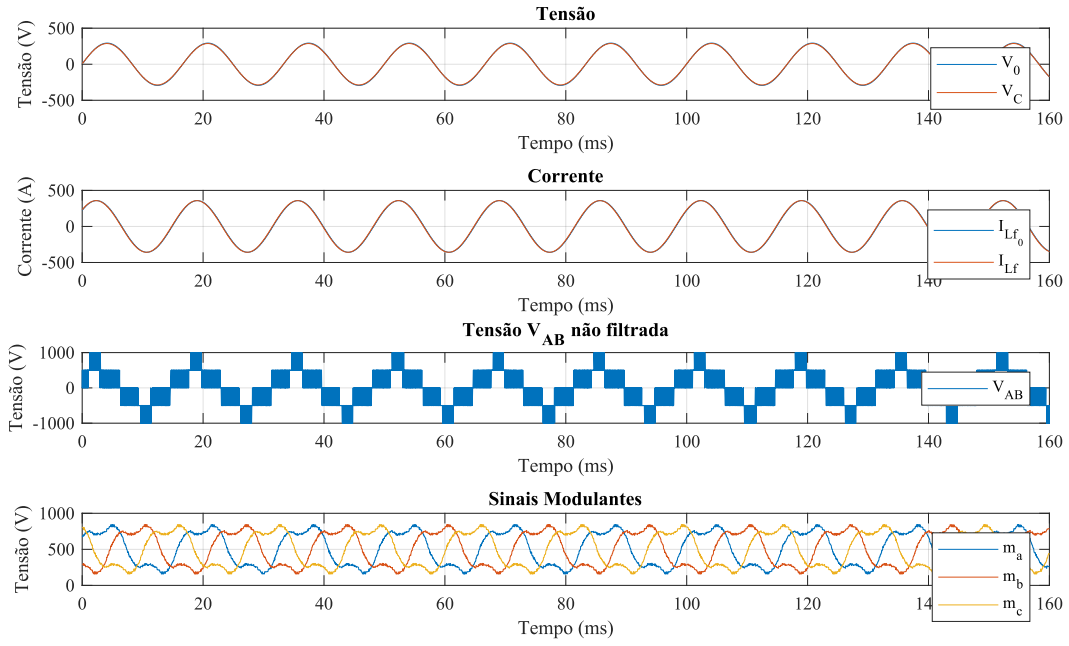 Tensão
Tensão (V)
500
0
-500
V0
VC
0 20 40 60 80 100 120 140 160
Tempo (ms)
Corrente
Corrente (A)
500
0
-500
ILf0
ILf
0 20 40 60 80 100 120 140 160
Tempo (ms)
Tensão VAB não filtrada
Tensão (V)
1000
0
-1000
VAB
0 20 40 60 80 100 120 140 160
Tempo (ms)
Sinais Modulantes
Tensão (V)
1000
500
0
ma
mb
mc
0 20 40 60 80 100 120 140 160
Tempo (ms)